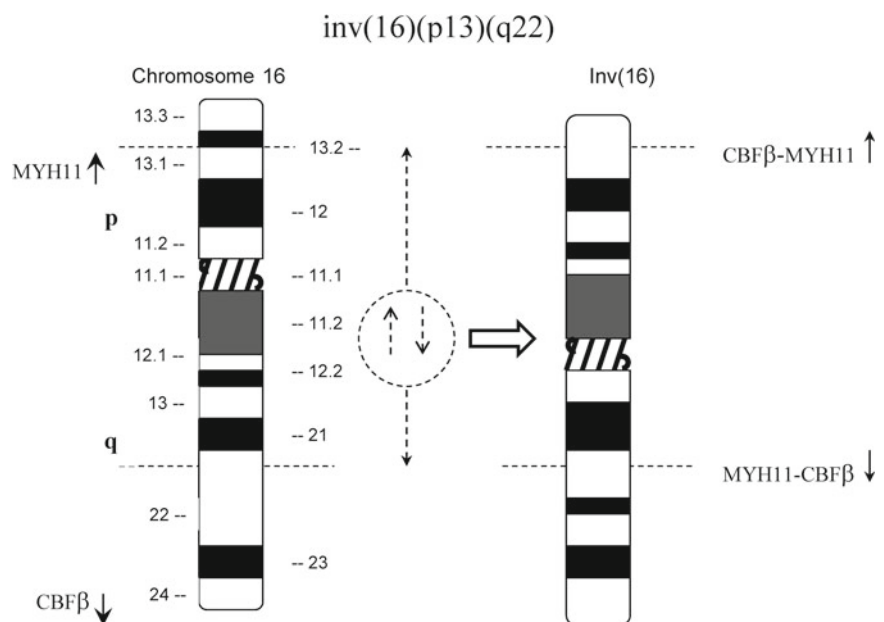 inv(16)(p13)(q22)
Chromosome 16
Inv(16)
13.3 --
13.2 --
13.1 --
MYH11
CBFβ-MYH11
p
-- 12
11.2 --
11.1 --
-- 11.1
-- 11.2
12.1 --
-- 12.2
13 --
-- 21
q
MYH11-CBFβ
22 --
-- 23
24 --
CBFβ